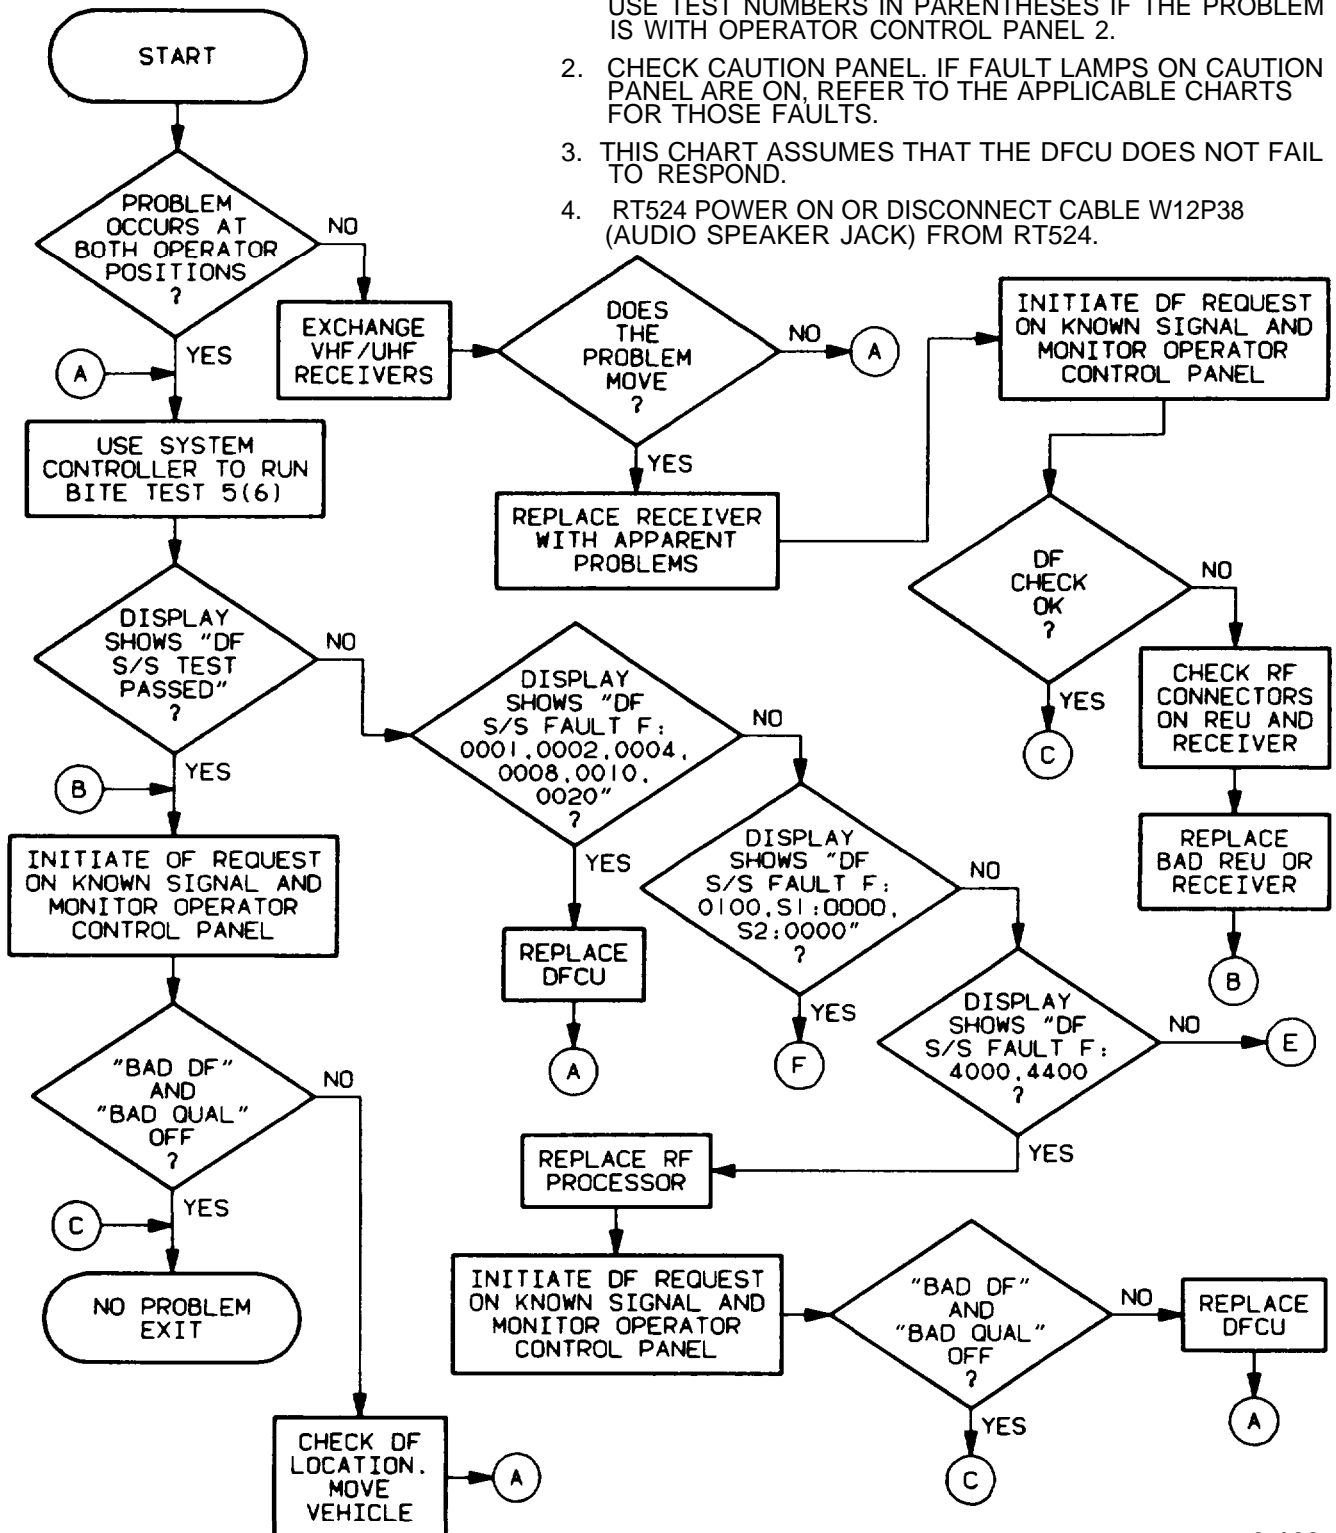 USE TEST NUMBERS IN PARENTHESES IF THE PROBLEM
IS WITH OPERATOR CONTROL PANEL 2.
2. CHECK CAUTION PANEL. IF FAULT LAMPS ON CAUTION
PANEL ARE ON, REFER TO THE APPLICABLE CHARTS
FOR THOSE FAULTS.
3. THIS CHART ASSUMES THAT THE DFCU DOES NOT FAIL
TO RESPOND.
4. RT524 POWER ON OR DISCONNECT CABLE W12P38
(AUDIO SPEAKER JACK) FROM RT524.
START
PROBLEM
OCCURS AT
BOTH OPERATOR
POSITIONS
?
NO
YES
A
EXCHANGE
VHF/UHF
RECEIVERS
DOES
THE
PROBLEM
MOVE
?
NO
A
YES
REPLACE RECEIVER
WITH APPARENT
PROBLEMS
INITIATE DF REQUEST
ON KNOWN SIGNAL AND
MONITOR OPERATOR
CONTROL PANEL
DF
CHECK
OK
?
NO
YES
C
CHECK RF
CONNECTORS
ON REU AND
RECEIVER
REPLACE
BAD REU OR
RECEIVER
B
USE SYSTEM
CONTROLLER TO RUN
BITE TEST 5(6)
DISPLAY
SHOWS "DF
S/S TEST
PASSED"
?
NO
YES
B
DISPLAY
SHOWS "DF
S/S FAULT F:
0001,0002,0004,
0008,0010,
0020"
?
NO
YES
REPLACE
DFCU
A
DISPLAY
SHOWS "DF
S/S FAULT F:
0100,S1:0000,
S2:0000"
?
NO
YES
F
DISPLAY
SHOWS "DF
S/S FAULT F:
4000,4400
?
NO
E
YES
INITIATE OF REQUEST
ON KNOWN SIGNAL AND
MONITOR OPERATOR
CONTROL PANEL
"BAD DF"
AND
"BAD QUAL"
OFF
?
NO
YES
C
NO PROBLEM
EXIT
CHECK DF
LOCATION.
MOVE
VEHICLE
A
REPLACE RF
PROCESSOR
INITIATE DF REQUEST
ON KNOWN SIGNAL AND
MONITOR OPERATOR
CONTROL PANEL
"BAD DF"
AND
"BAD QUAL"
OFF
?
NO
YES
C
REPLACE
DFCU
A